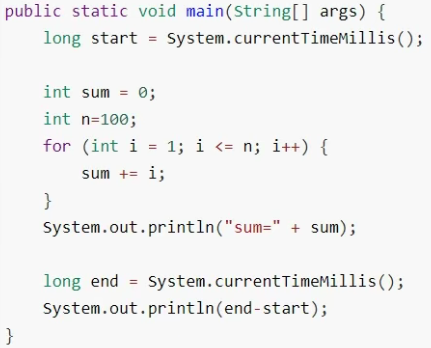 public static void main(String[] args) {
    long start = System.currentTimeMillis();

    int sum = 0;
    int n=100;
    for (int i = 1; i <= n; i++) {
        sum += i;
    }
    System.out.println("sum=" + sum);

    long end = System.currentTimeMillis();
    System.out.println(end-start);
}